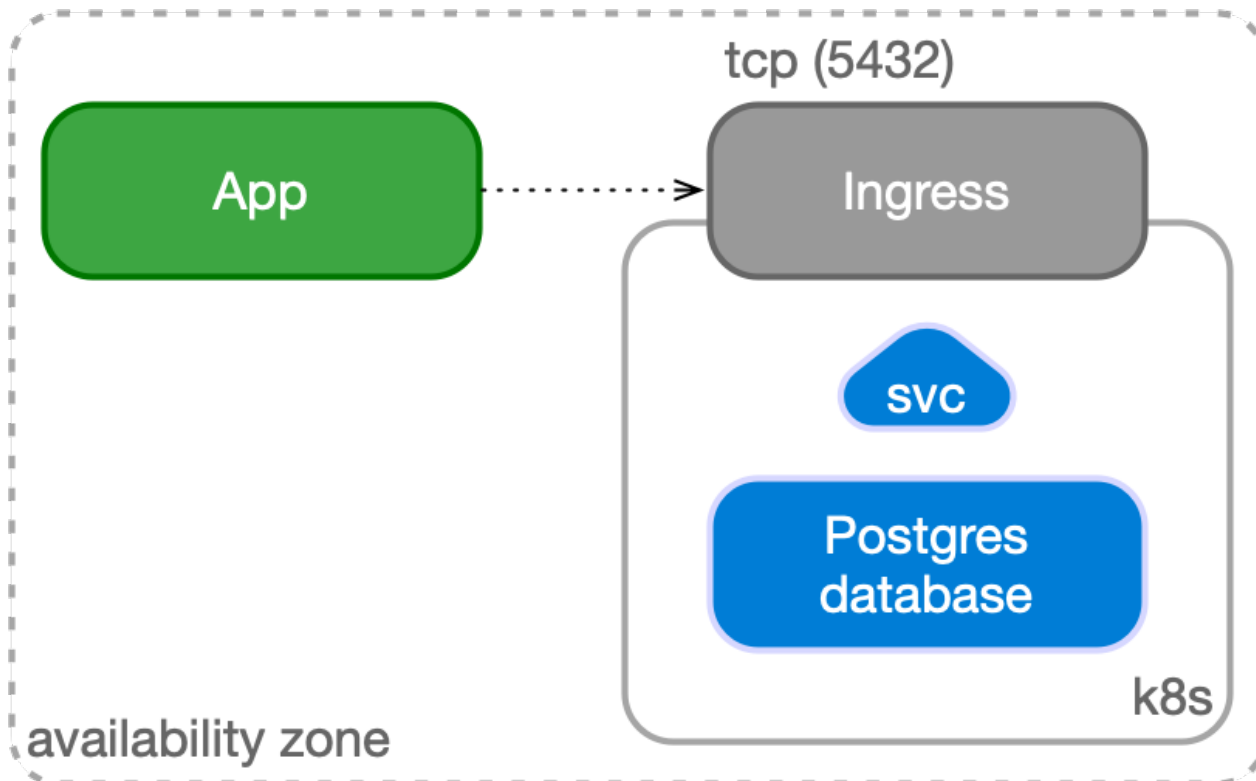 tcp (5432)
App
Ingress
svc
Postgres
database
k8s
availability zone